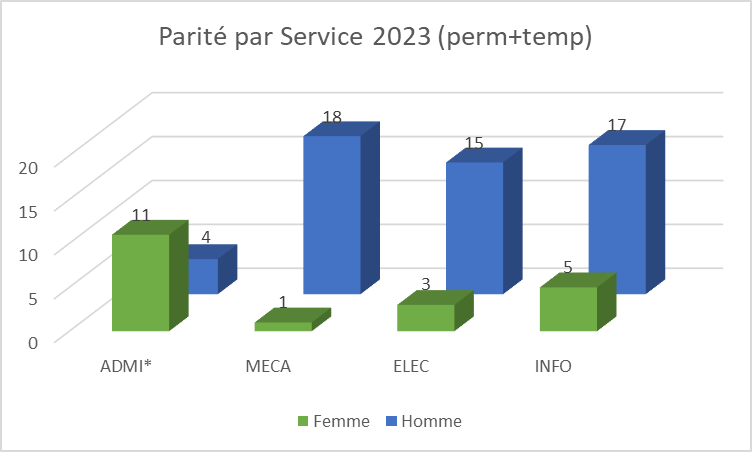 Parité par Service 2023 (perm+temp)
20
15
10
5
0
11
4
1
18
3
15
5
17
ADMI*
MECA
ELEC
INFO
Femme
Homme